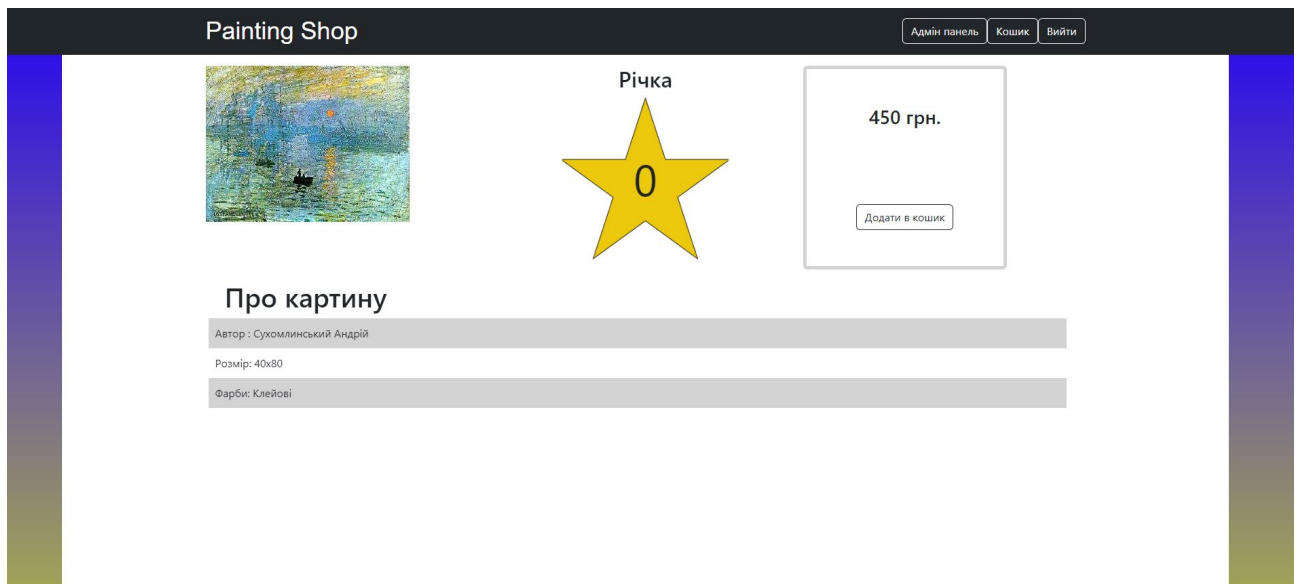 Painting Shop
Адмін панель Кошик Вийти
Річка
0
450 грн.
Додати в кошик
Про картину
Автор : Сухомлинський Андрій
Розмір: 40x80
Фарби: Клейові